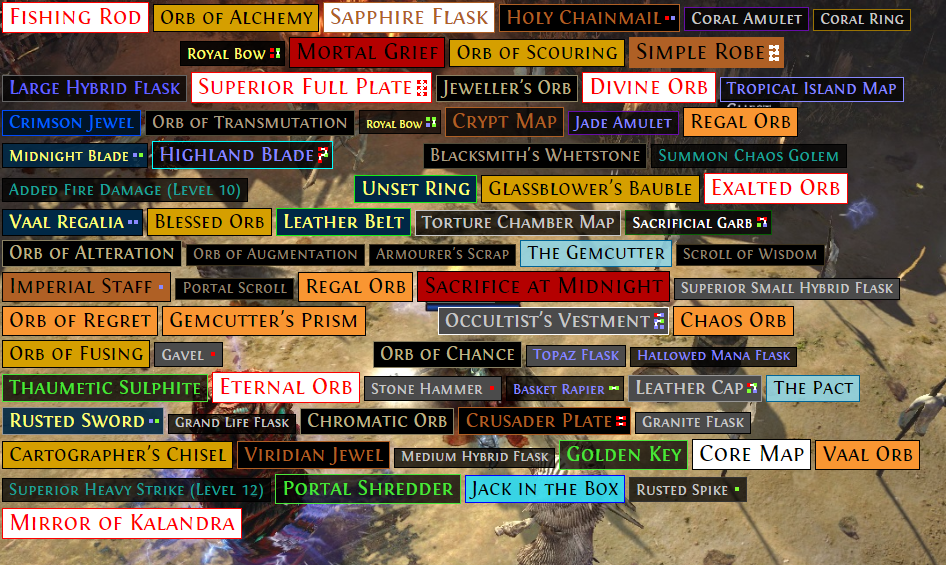 Fishing Rod Orb of Alchemy Sapphire Flask Holy Chainmail Coral Amulet Coral Ring
Royal Bow Mortal Grief Orb of Scouring Simple Robe
Large Hybrid Flask Superior Full Plate Jeweller's Orb Divine Orb Tropical Island Map
Crimson Jewel Orb of Transmutation Royal Bow Crypt Map Jade Amulet Regal Orb
Midnight Blade Highland Blade Blacksmith's Whetstone Summon Chaos Golem
Added Fire Damage (Level 10) Unset Ring Glassblower's Bauble Exalted Orb
Vaal Regalia Blessed Orb Leather Belt Torture Chamber Map Sacrificial Garb
Orb of Alteration Orb of Augmentation Armourer's Scrap The Gemcutter Scroll of Wisdom
Imperial Staff Portal Scroll Regal Orb Sacrifice at Midnight Superior Small Hybrid Flask
Orb of Regret Gemcutter's Prism Occultist's Vestment Chaos Orb
Orb of Fusing Gavel Orb of Chance Topaz Flask Hallowed Mana Flask
Thaumetic Sulphite Eternal Orb Stone Hammer Basket Rapier Leather Cap The Pact
Rusted Sword Grand Life Flask Chromatic Orb Crusader Plate Granite Flask
Cartographer's Chisel Viridian Jewel Medium Hybrid Flask Golden Key Core Map Vaal Orb
Superior Heavy Strike (Level 12) Portal Shredder Jack in the Box Rusted Spike
Mirror of Kalandra